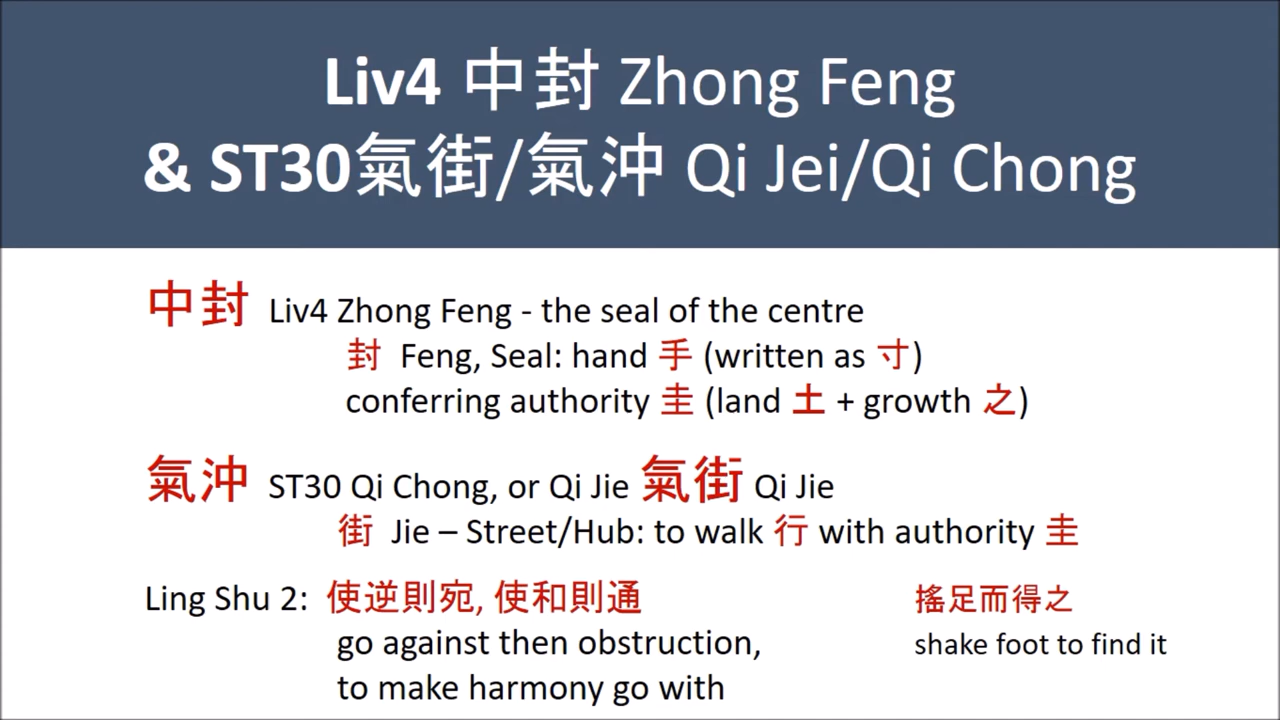 Liv4 中封 Zhong Feng
& ST30氣街/氣沖 Qi Jei/Qi Chong
中封 Liv4 Zhong Feng - the seal of the centre
封 Feng, Seal: hand 手 (written as 寸)
conferring authority 圭 (land 土 + growth 之)
氣沖 ST30 Qi Chong, or Qi Jie 氣街 Qi Jie
街 Jie – Street/Hub: to walk 行 with authority 圭
Ling Shu 2: 使逆則宛, 使和則通
go against then obstruction,
to make harmony go with
搖足而得之
shake foot to find it